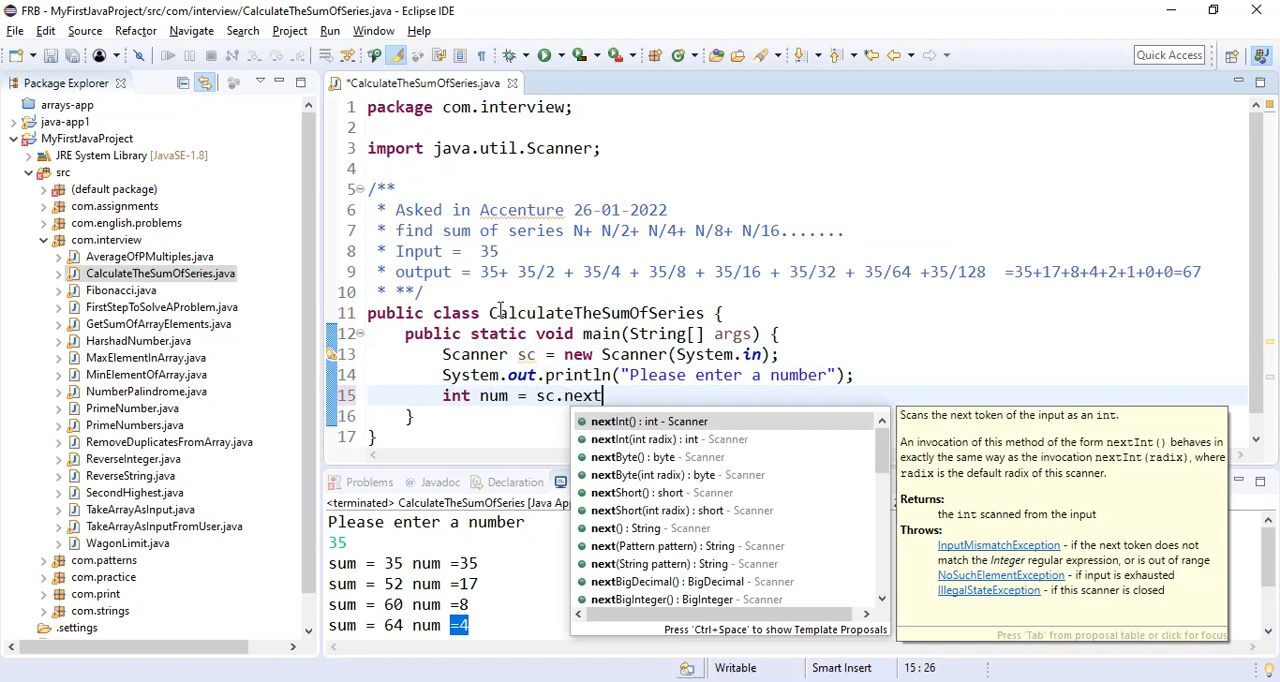 FRB - MyFirstJavaProject/src/com/interview/CalculateTheSumOfSeries.java - Eclipse IDE
File Edit Source Refactor Navigate Search Project Run Window Help
Quick Access
Package Explorer
arrays-app
java-app1
MyFirstJavaProject
JRE System Library [JavaSE-1.8]
src
(default package)
com.assignments
com.english.problems
com.interview
AverageOfPMultiples.java
CalculateTheSumOfSeries.java
Fibonacci.java
FirstStepToSolveAProblem.java
GetSumOfArrayElements.java
HarshadNumber.java
MaxElementInArray.java
MinElementOfArray.java
NumberPalindrome.java
PrimeNumber.java
PrimeNumbers.java
RemoveDuplicatesFromArray.java
ReverseInteger.java
ReverseString.java
SecondHighest.java
TakeArrayAsInput.java
TakeArrayAsInputFromUser.java
WagonLimit.java
com.patterns
com.practice
com.print
com.strings
.settings
*CalculateTheSumOfSeries.java
1 package com.interview;
2
3 import java.util.Scanner;
4
5 /**
6 * Asked in Accenture 26-01-2022
7 * find sum of series N+ N/2+ N/4+ N/8+ N/16.......
8 * Input = 35
9 * output = 35+ 35/2 + 35/4 + 35/8 + 35/16 + 35/32 + 35/64 +35/128 =35+17+8+4+2+1+0+0=67
10 * **/
11 public class CalculateTheSumOfSeries {
12 public static void main(String[] args) {
13 Scanner sc = new Scanner(System.in);
14 System.out.println("Please enter a number");
15 int num = sc.next
16 }
17 }
nextInt() : int - Scanner
nextInt(int radix) : int - Scanner
nextByte() : byte - Scanner
nextByte(int radix) : byte - Scanner
nextShort() : short - Scanner
nextShort(int radix) : short - Scanner
next() : String - Scanner
next(Pattern pattern) : String - Scanner
next(String pattern) : String - Scanner
nextBigDecimal() : BigDecimal - Scanner
nextBigInteger() : BigInteger - Scanner
Press 'Ctrl+Space' to show Template Proposals
Scans the next token of the input as an int.
An invocation of this method of the form nextInt() behaves in
exactly the same way as the invocation nextInt(radix), where
radix is the default radix of this scanner.
Returns:
the int scanned from the input
Throws:
InputMismatchException - if the next token does not
match the Integer regular expression, or is out of range
NoSuchElementException - if input is exhausted
IllegalStateException - if this scanner is closed
Press 'Tab' from proposal table or click for focus
Problems @ Javadoc Declaration
<terminated> CalculateTheSumOfSeries [Java App
Please enter a number
35
sum = 35 num =35
sum = 52 num =17
sum = 60 num =8
sum = 64 num =4
Writable Smart Insert 15 : 26